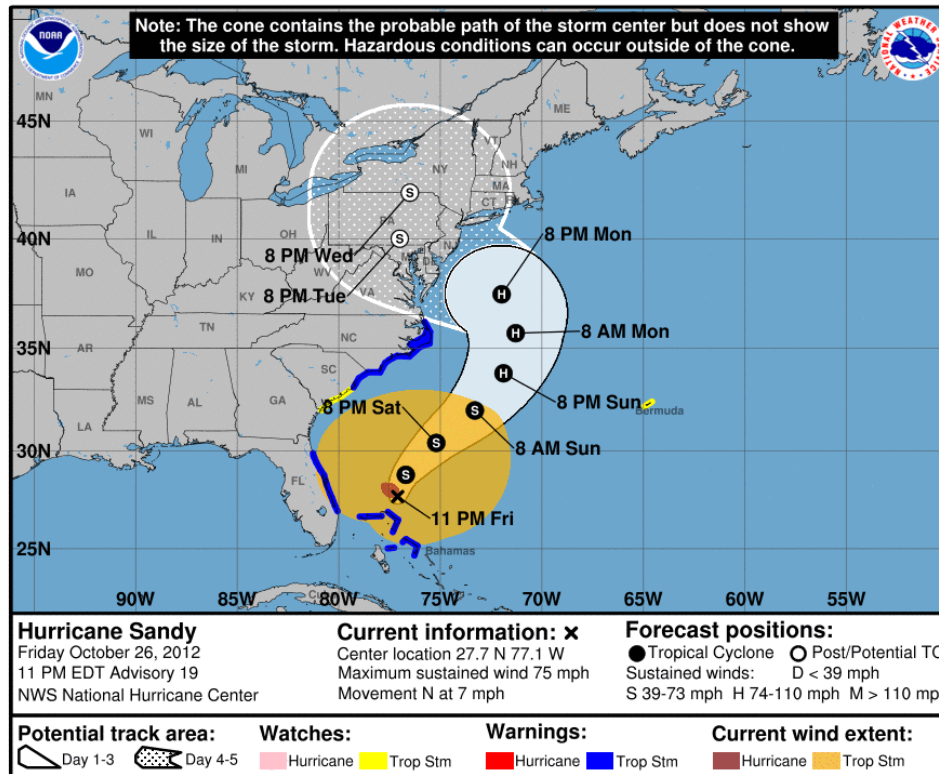 Note: The cone contains the probable path of the storm center but does not show
the size of the storm. Hazardous conditions can occur outside of the cone.
NOAA
NATIONAL WEATHER SERVICE
MN
ME
45N
WI
VT
NH
MI
NY
MA
IA
CT
RI
PA
8 PM Mon
40N
IL
IN
OH
NJ
8 PM Wed
MD
DE
MO
WV
8 PM Tue
KY
VA
8 AM Mon
TN
NC
35N
AR
SC
8 PM Sun
MS
AL
GA
8 PM Sat
Bermuda
LA
8 AM Sun
30N
FL
11 PM Fri
25N
Bahamas
Cu
90W 85W 80W 75W 70W 65W 60W 55W
S
S
H
H
H
S
S
S
Hurricane Sandy
Friday October 26, 2012
11 PM EDT Advisory 19
NWS National Hurricane Center
Current information: ×
Center location 27.7 N 77.1 W
Maximum sustained wind 75 mph
Movement N at 7 mph
Forecast positions:
● Tropical Cyclone ○ Post/Potential TC
Sustained winds: D < 39 mph
S 39-73 mph H 74-110 mph M > 110 mp
Potential track area:
Day 1-3 Day 4-5
Watches:
Hurricane Trop Stm
Warnings:
Hurricane Trop Stm
Current wind extent:
Hurricane Trop Stm